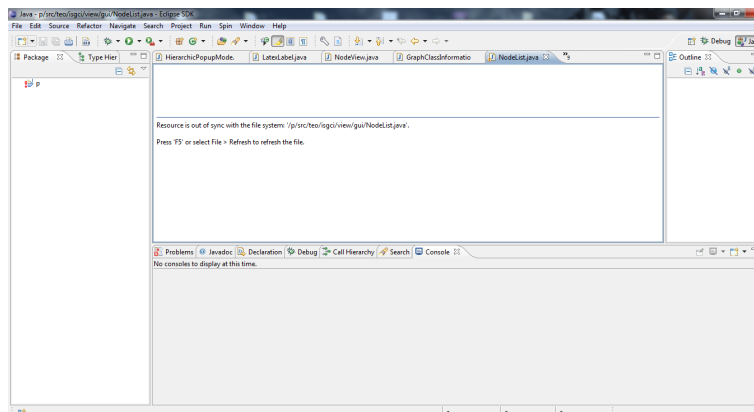 Java - p/src/teo/isgci/view/gui/NodeList.java - Eclipse SDK
File Edit Source Refactor Navigate Search Project Run Spin Window Help
Debug Ja
Package Type Hier
HierarchicPopupMode. LatexLabel.java NodeView.java GraphClassInformatio NodeList.java »9
Outline
p
Resource is out of sync with the file system: '/p/src/teo/isgci/view/gui/NodeList.java'.
Press 'F5' or select File > Refresh to refresh the file.
Problems Javadoc Declaration Debug Call Hierarchy Search Console
No consoles to display at this time.